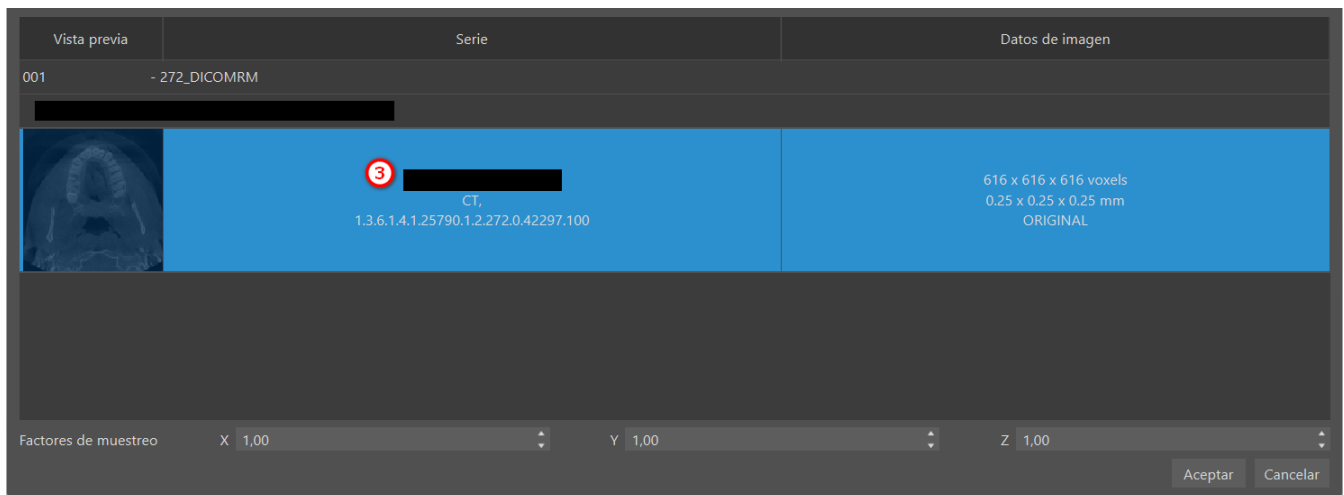 Vista previa Serie Datos de imagen
001 - 272_DICOMRM
3
CT,
1.3.6.1.4.1.25790.1.2.272.0.42297.100
616 x 616 x 616 voxels
0.25 x 0.25 x 0.25 mm
ORIGINAL
Factores de muestreo X 1,00 Y 1,00 Z 1,00
Aceptar Cancelar